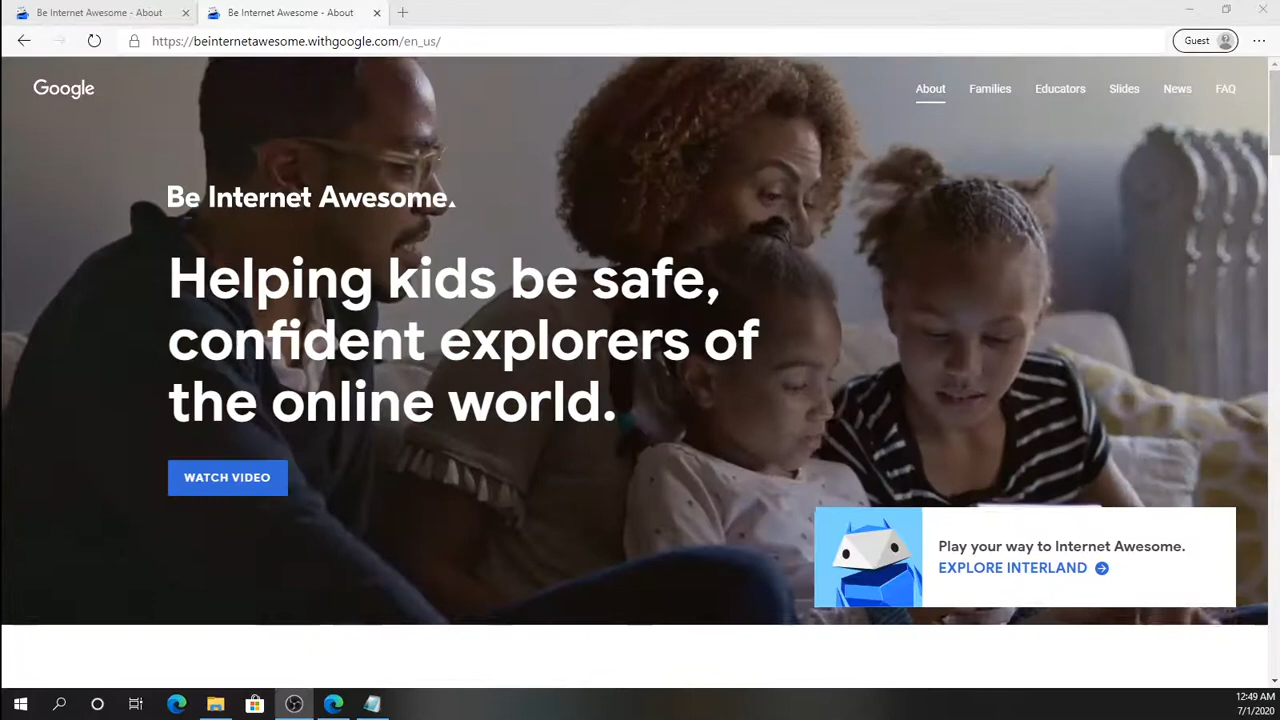 Be Internet Awesome - About
Be Internet Awesome - About
https://beinternetawesome.withgoogle.com/en_us/
Guest
Google
About
Families
Educators
Slides
News
FAQ
Be Internet Awesome.
Helping kids be safe,
confident explorers of
the online world.
WATCH VIDEO
Play your way to Internet Awesome.
EXPLORE INTERLAND
12:49 AM
7/1/2020